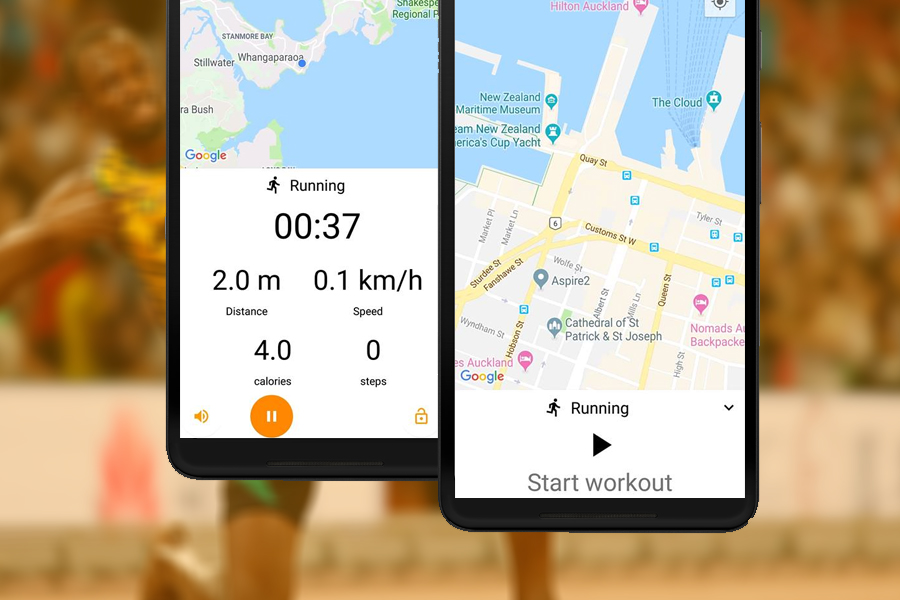 Shakespe
Regional P
STANMORE BAY
Whangaparaoa
Stillwater
ra Bush
Google
Running
00:37
2.0 m
0.1 km/h
Distance
Speed
4.0
0
calories
steps
Hilton Auckland
New Zealand
Maritime Museum
The Cloud
eam New Zealand
nerica's Cup Yacht
Quay St
6
Market Pl
Market Ln
Tyler St
Customs St W
Wolfe St
Sturdee St
Fanshawe St
Aspire2
Albert St
Mills Ln
Queen St
Wyndham St
Hobson St
Cathedral of St
Patrick & St Joseph
Nomads Au
Backpacke
High St
es Auckland
Google
Running
Start workout